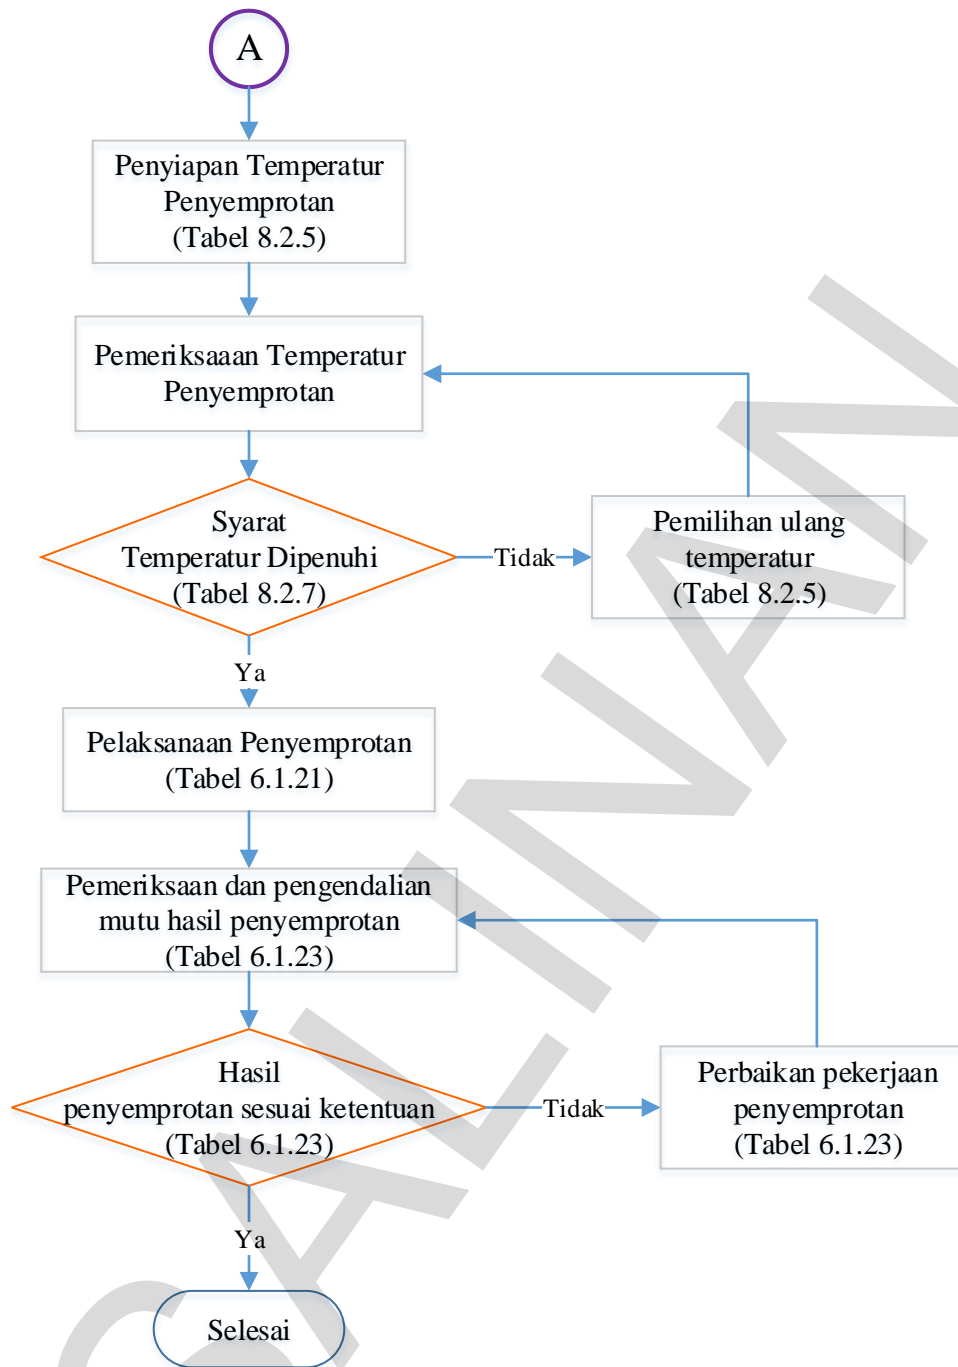 A
Penyiapan Temperatur
Penyemprotan
(Tabel 8.2.5)
Pemeriksaaan Temperatur
Penyemprotan
Syarat
Temperatur Dipenuhi
(Tabel 8.2.7)
Tidak
Pemilihan ulang
temperatur
(Tabel 8.2.5)
Ya
Pelaksanaan Penyemprotan
(Tabel 6.1.21)
Pemeriksaan dan pengendalian
mutu hasil penyemprotan
(Tabel 6.1.23)
Hasil
penyemprotan sesuai ketentuan
(Tabel 6.1.23)
Tidak
Perbaikan pekerjaan
penyemprotan
(Tabel 6.1.23)
Ya
Selesai
SALINAN